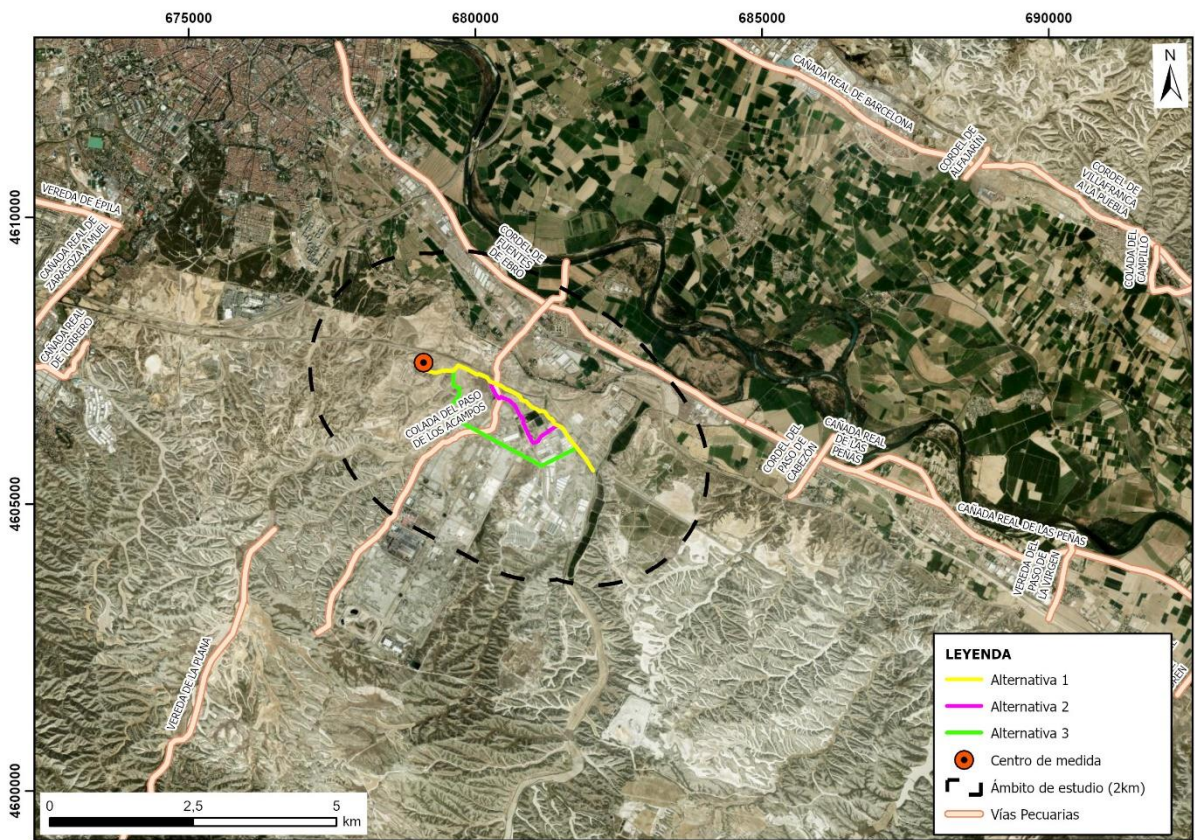 675000
680000
685000
690000
N
CAÑADA REAL DE BARCELONA
CORDEL DE
ALFAJARÍN
CORDEL DE
VILLAFRANCA
A LA PUEBLA
COLADA DEL
CAMPILLO
4610000
VEREDA DE ÉPILA
CAÑADA REAL DE
ZARAGOZA A MUEL
CAÑADA REAL
DE TORRERO
CORDEL DE
FUENTES
DE EBRO
COLADA DEL PASO
DE LOS ACAMPOS
CORDEL DEL
PASO DE
CABEZÓN
CAÑADA REAL
DE LAS
PEÑAS
4605000
CAÑADA REAL DE LAS PEÑAS
VEREDA DEL
PASO DE
LA VIRGEN
VEREDA DE LA PLANA
4600000
LEYENDA
Alternativa 1
Alternativa 2
Alternativa 3
Centro de medida
Ámbito de estudio (2km)
Vías Pecuarias
0
2,5
5
km